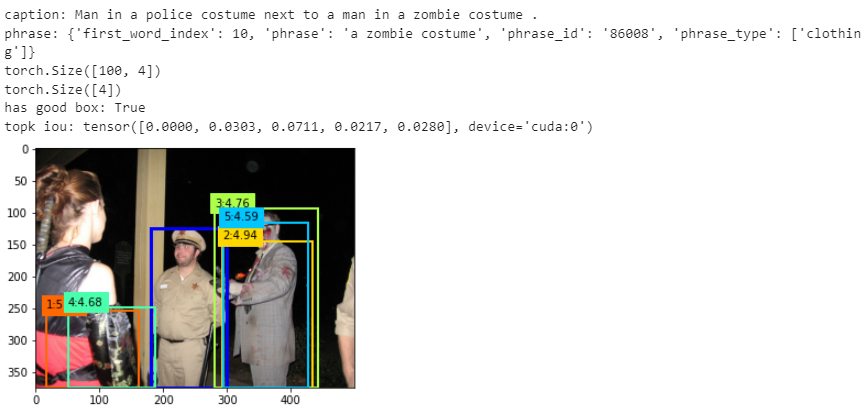 caption: Man in a police costume next to a man in a zombie costume .
phrase: {'first_word_index': 10, 'phrase': 'a zombie costume', 'phrase_id': '86008', 'phrase_type': ['clothin
g']}
torch.Size([100, 4])
torch.Size([4])
has good box: True
topk iou: tensor([0.0000, 0.0303, 0.0711, 0.0217, 0.0280], device='cuda:0')
0
50
100
150
200
250
300
350
3:4.76
5:4.59
2:4.94
1:5
4:4.68
0 100 200 300 400